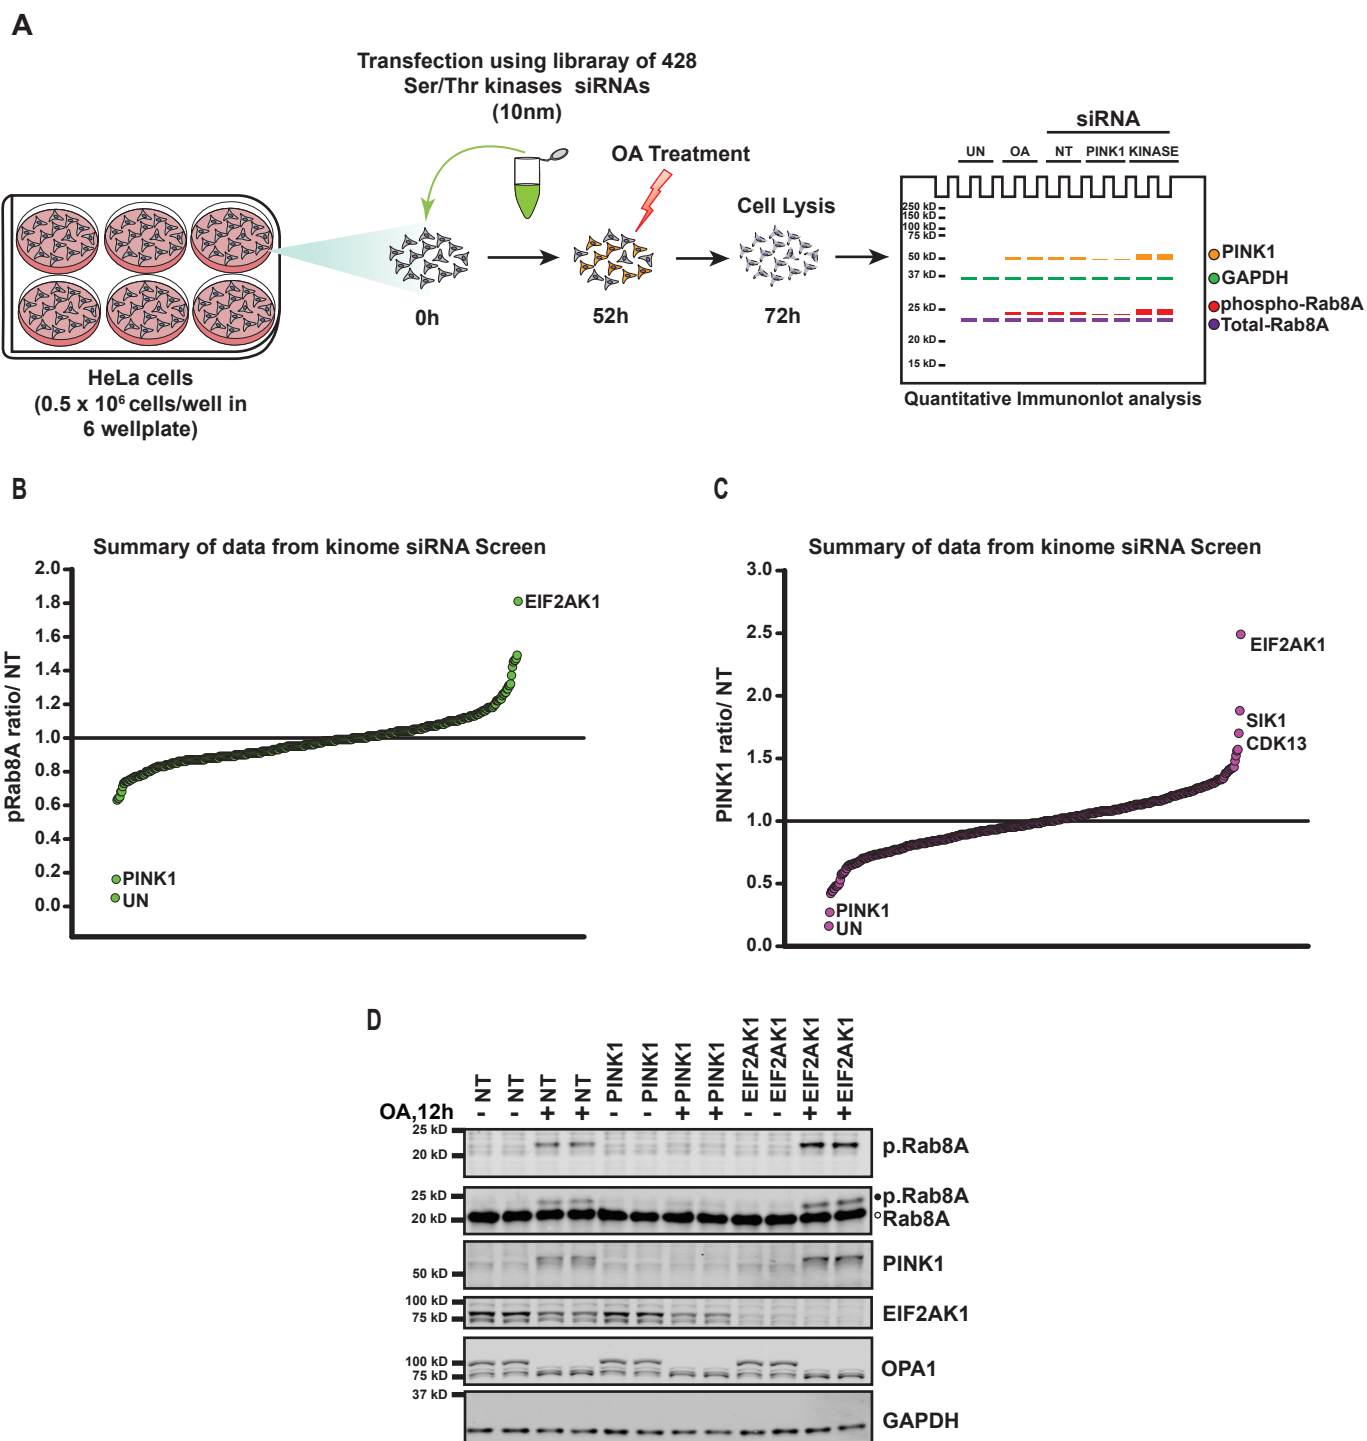 A
Transfection using libraray of 428
Ser/Thr kinases siRNAs
(10nm)
OA Treatment
Cell Lysis
0h
52h
72h
HeLa cells
(0.5 x 10⁶ cells/well in
6 wellplate)
siRNA
UN OA NT PINK1 KINASE
250 kD
150 kD
100 kD
75 kD
50 kD
37 kD
25 kD
20 kD
15 kD
PINK1
GAPDH
phospho-Rab8A
Total-Rab8A
Quantitative Immunonlot analysis
B
Summary of data from kinome siRNA Screen
pRab8A ratio/ NT
2.0
1.8
1.6
1.4
1.2
1.0
0.8
0.6
0.4
0.2
0.0
EIF2AK1
PINK1
UN
C
Summary of data from kinome siRNA Screen
PINK1 ratio/ NT
3.0
2.5
2.0
1.5
1.0
0.5
0.0
EIF2AK1
SIK1
CDK13
PINK1
UN
D
NT NT NT NT PINK1 PINK1 PINK1 PINK1 EIF2AK1 EIF2AK1 EIF2AK1 EIF2AK1
OA,12h - - + + - - + + - - + +
25 kD
20 kD
p.Rab8A
25 kD
20 kD
●p.Rab8A
○Rab8A
50 kD
PINK1
100 kD
75 kD
EIF2AK1
100 kD
75 kD
OPA1
37 kD
GAPDH